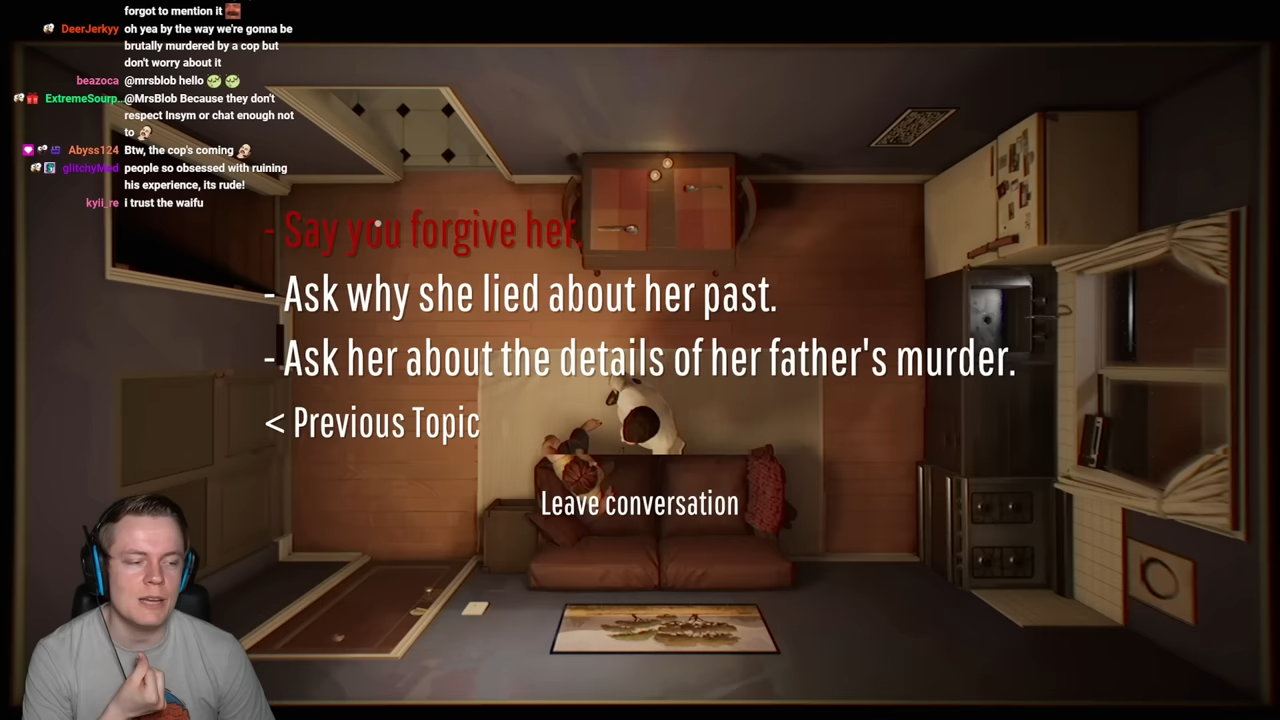 forgot to mention it
DeerJerkyy oh yea by the way we're gonna be
brutally murdered by a cop but
don't worry about it
beazoca @mrsblob hello
ExtremeSourp... @MrsBlob Because they don't
respect Insym or chat enough not
to
Abyss124 Btw, the cop's coming
glitchyMed people so obsessed with ruining
his experience, its rude!
kyii_re i trust the waifu
- Say you forgive her.
- Ask why she lied about her past.
- Ask her about the details of her father's murder.
< Previous Topic
Leave conversation